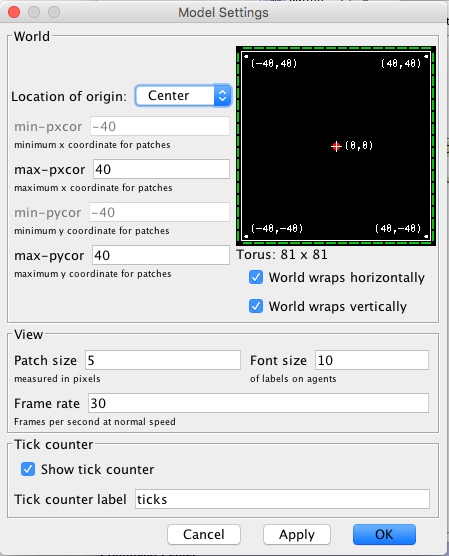 Model Settings
World
(-40,40) (40,40)
Location of origin: Center
min-pxcor -40
minimum x coordinate for patches
(0,0)
max-pxcor 40
maximum x coordinate for patches
min-pycor -40
minimum y coordinate for patches
(-40,-40) (40,-40)
max-pycor 40
maximum y coordinate for patches
Torus: 81 x 81
World wraps horizontally
World wraps vertically
View
Patch size 5 Font size 10
measured in pixels of labels on agents
Frame rate 30
Frames per second at normal speed
Tick counter
Show tick counter
Tick counter label ticks
Cancel Apply OK